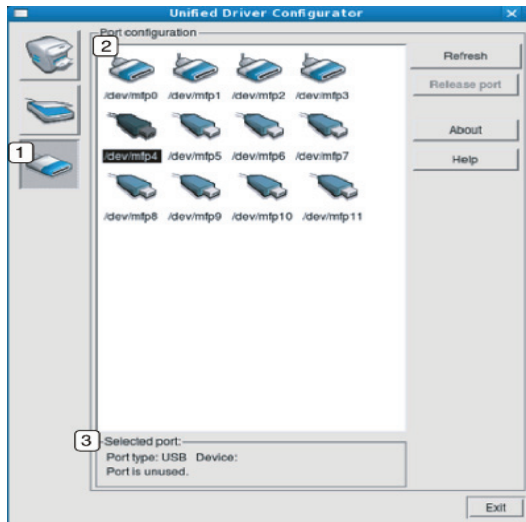 Unified Driver Configurator
Port configuration
2
Refresh
Release port
/dev/mfp0 /dev/mfp1 /dev/mfp2 /dev/mfp3
About
1
/dev/mfp4 /dev/mfp5 /dev/mfp6 /dev/mfp7
Help
/dev/mfp8 /dev/mfp9 /dev/mfp10 /dev/mfp11
3
Selected port:
Port type: USB Device:
Port is unused.
Exit